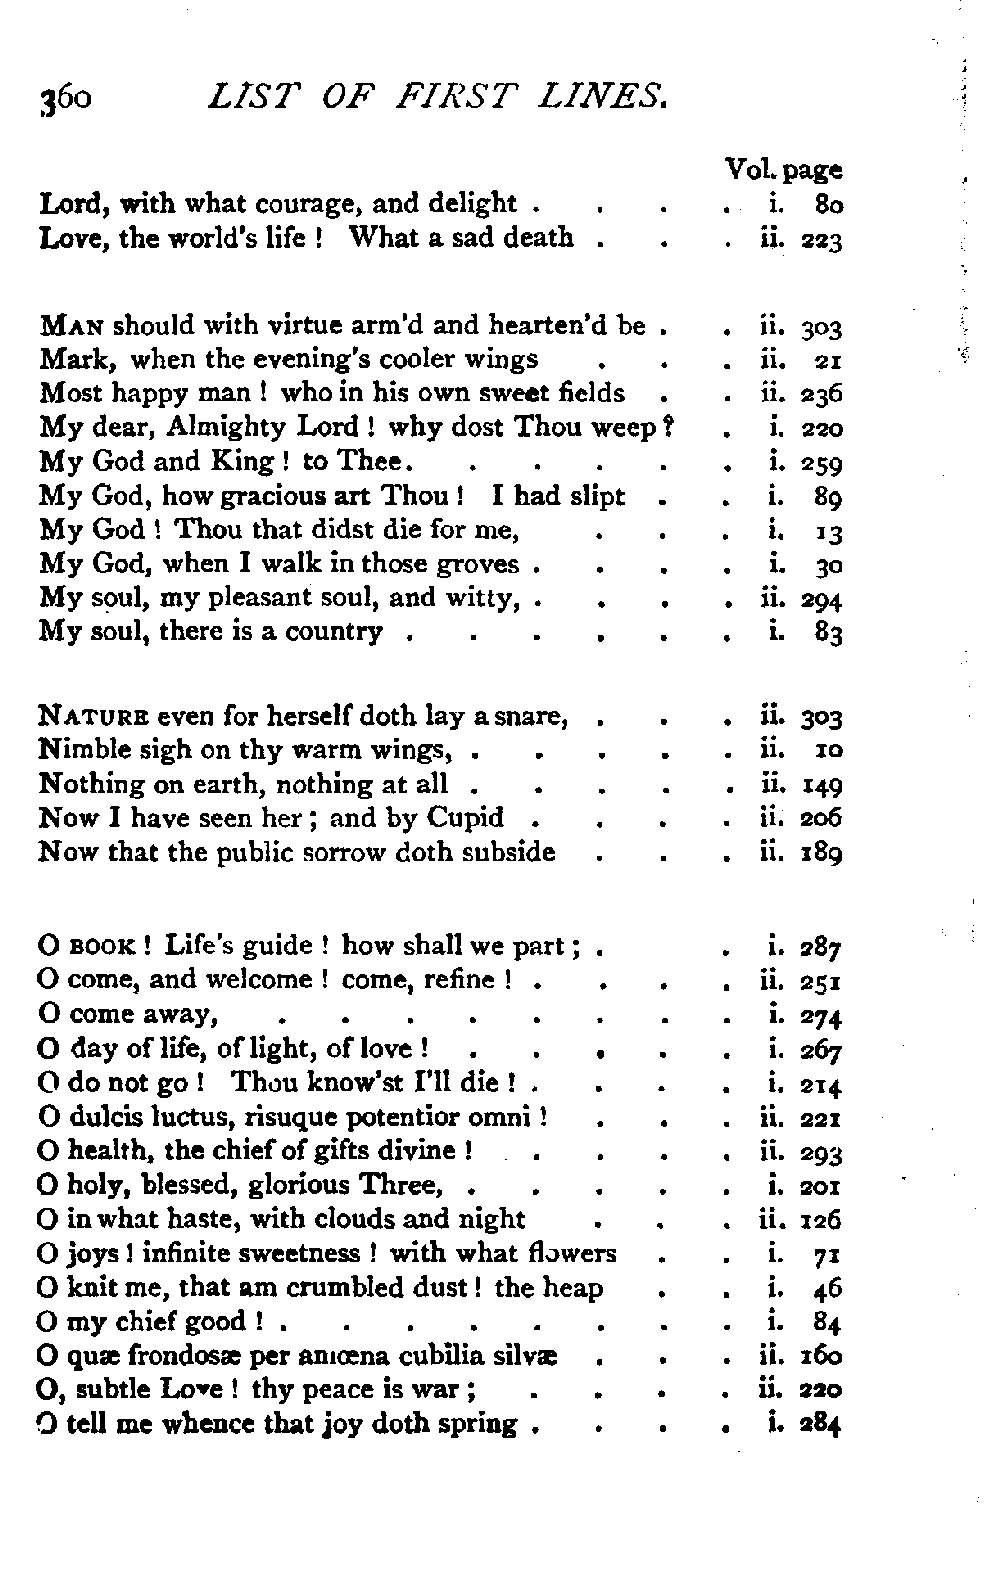 360 LIST OF FIRST LINES.
Vol. page
Lord, with what courage, and delight . . . . i. 80
Love, the world's life ! What a sad death . . . ii. 223
MAN should with virtue arm'd and hearten'd be . . ii. 303
Mark, when the evening's cooler wings . . . ii. 21
Most happy man ! who in his own sweet fields . . ii. 236
My dear, Almighty Lord ! why dost Thou weep ? . i. 220
My God and King ! to Thee. . . . . . i. 259
My God, how gracious art Thou ! I had slipt . . i. 89
My God ! Thou that didst die for me, . . . i. 13
My God, when I walk in those groves . . . . i. 30
My soul, my pleasant soul, and witty, . . . . ii. 294
My soul, there is a country . . . . . . i. 83
NATURE even for herself doth lay a snare, . . . ii. 303
Nimble sigh on thy warm wings, . . . . . ii. 10
Nothing on earth, nothing at all . . . . . ii. 149
Now I have seen her ; and by Cupid . . . . ii. 206
Now that the public sorrow doth subside . . . ii. 189
O BOOK ! Life's guide ! how shall we part ; . . i. 287
O come, and welcome ! come, refine ! . . . . ii. 251
O come away, . . . . . . . . i. 274
O day of life, of light, of love ! . . . . . i. 267
O do not go ! Thou know'st I'll die ! . . . . i. 214
O dulcis luctus, risuque potentior omni ! . . . ii. 221
O health, the chief of gifts divine ! . . . . ii. 293
O holy, blessed, glorious Three, . . . . . i. 201
O in what haste, with clouds and night . . . ii. 126
O joys ! infinite sweetness ! with what flowers . . i. 71
O knit me, that am crumbled dust ! the heap . . i. 46
O my chief good ! . . . . . . . . i. 84
O quæ frondosæ per amœna cubilia silvæ . . . ii. 160
O, subtle Love ! thy peace is war ; . . . . ii. 220
O tell me whence that joy doth spring . . . . i. 284